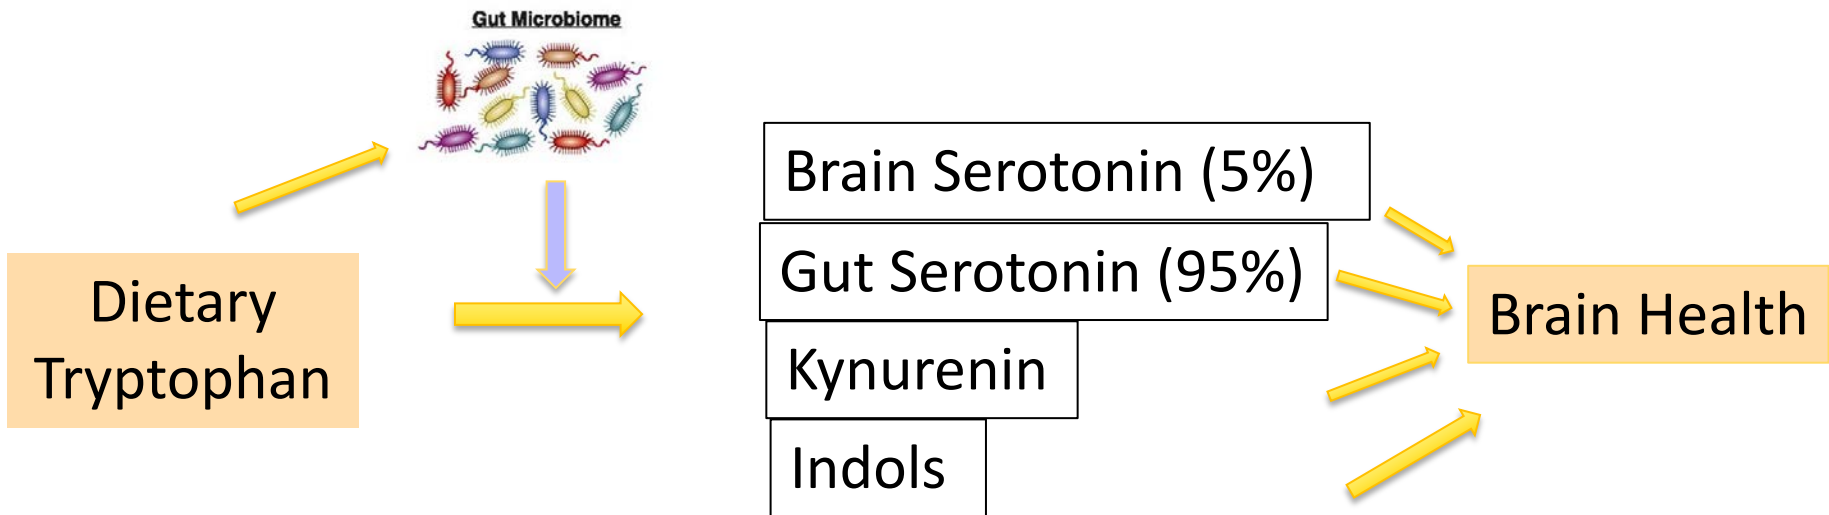 Gut Microbiome
Dietary
Tryptophan
Brain Serotonin (5%)
Gut Serotonin (95%)
Kynurenin
Indols
Brain Health